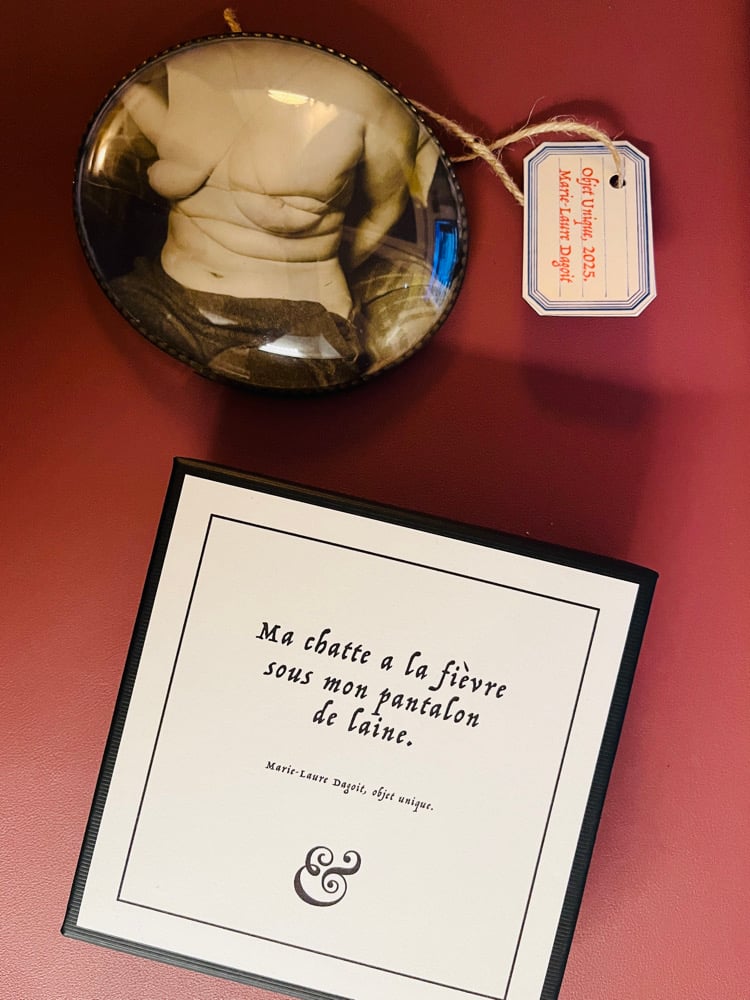 Objet Unique, 2025.
Marie-Laure Dagoit
Ma chatte a la fièvre
sous mon pantalon
de laine.
Marie-Laure Dagoit, objet unique.
&